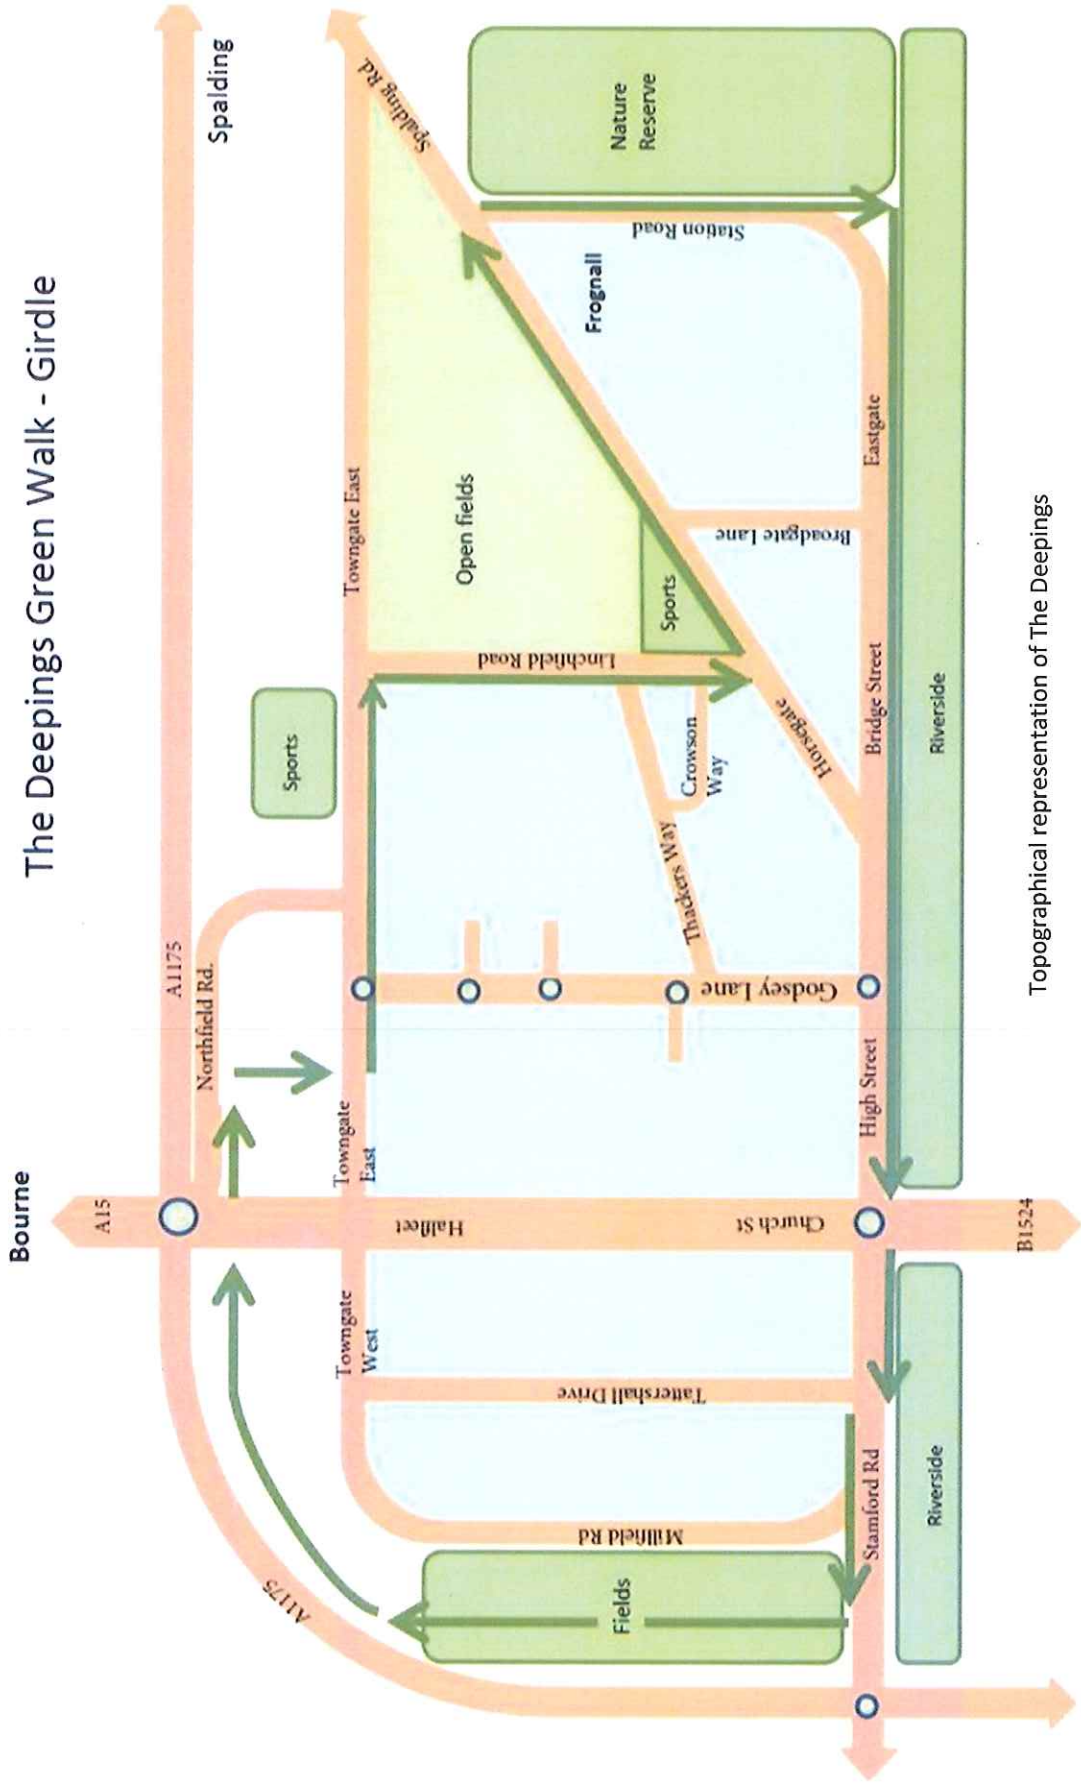 The Deepings Green Walk - Girdle
Bourne
A15
A1175
Spalding
Northfield Rd.
Sports
A1175
Towngate
West
Towngate
East
Towngate East
Spalding Rd.
Halfleet
Open fields
Linchfield Road
Nature
Reserve
Station Road
Frognall
Fields
Millfield Rd
Tattershall Drive
Church St
Godsey Lane
Thackers Way
Crowson
Way
Sports
Horsegate
Broadgate Lane
Stamford Rd
High Street
Bridge Street
Eastgate
Riverside
Riverside
B1524
Topographical representation of The Deepings